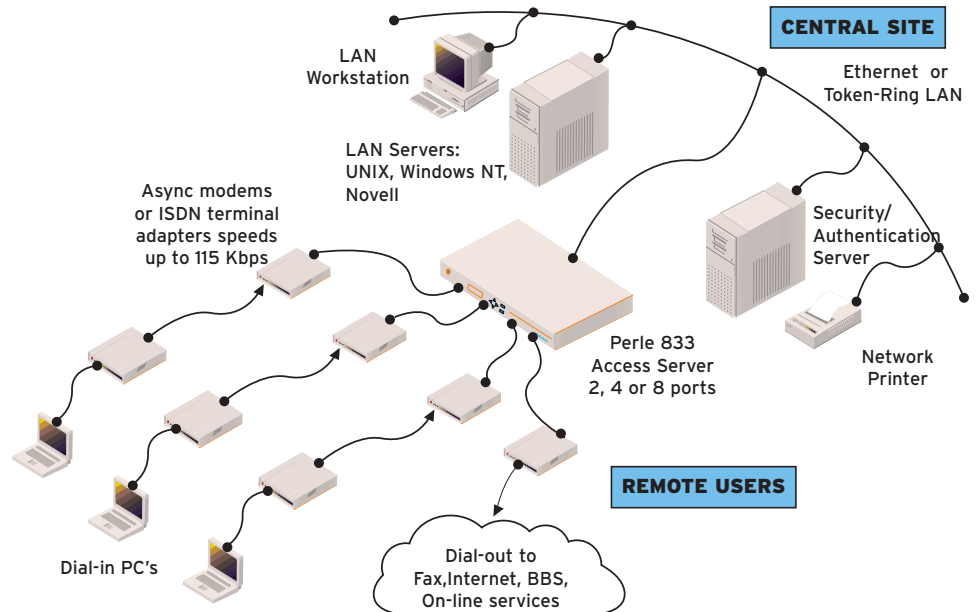 CENTRAL SITE
LAN
Workstation
Ethernet or
Token-Ring LAN
LAN Servers:
UNIX, Windows NT,
Novell
Async modems
or ISDN terminal
adapters speeds
up to 115 Kbps
Security/
Authentication
Server
Perle 833
Access Server
2, 4 or 8 ports
Network
Printer
REMOTE USERS
Dial-in PC's
Dial-out to
Fax,Internet, BBS,
On-line services